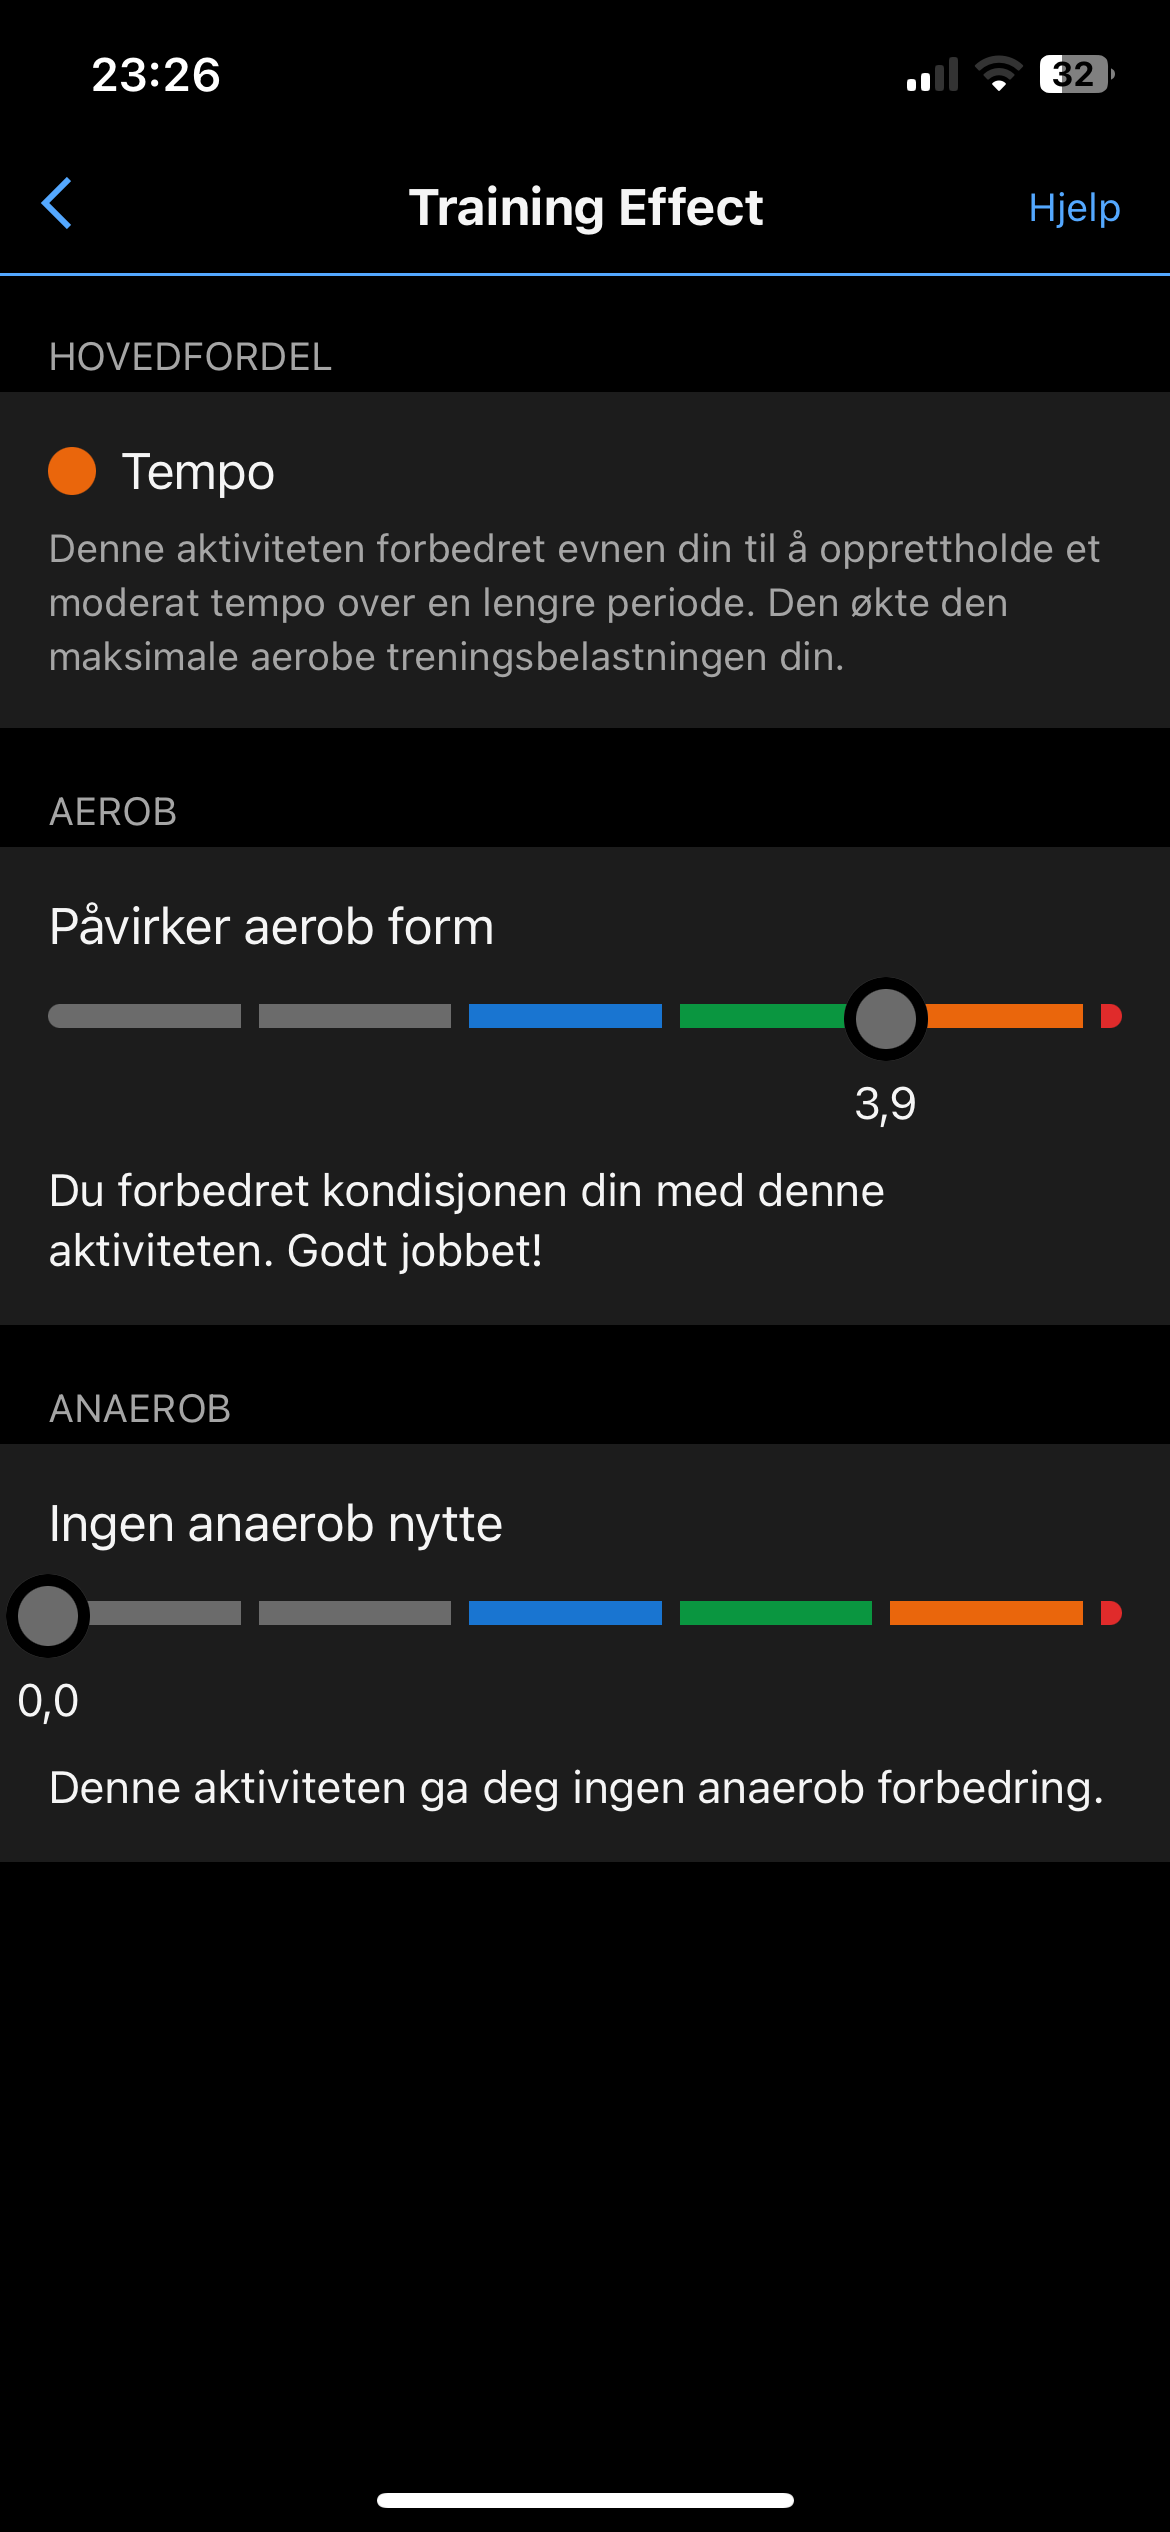 23:26
32
Training Effect
Hjelp
HOVEDFORDEL
Tempo
Denne aktiviteten forbedret evnen din til å opprettholde et
moderat tempo over en lengre periode. Den økte den
maksimale aerobe treningsbelastningen din.
AEROB
Påvirker aerob form
3,9
Du forbedret kondisjonen din med denne
aktiviteten. Godt jobbet!
ANAEROB
Ingen anaerob nytte
0,0
Denne aktiviteten ga deg ingen anaerob forbedring.